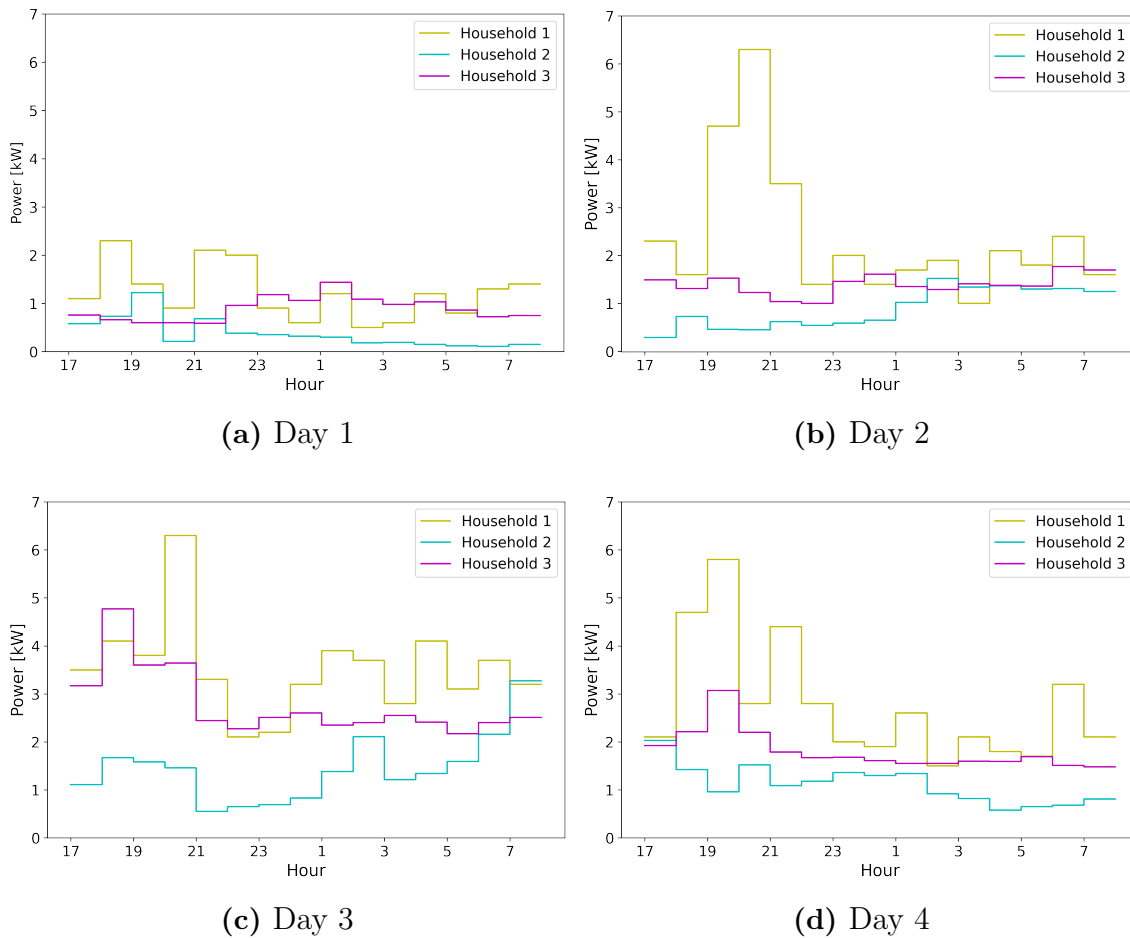 7
6
5
4
3
2
1
0
Power [kW]
Household 1
Household 2
Household 3
17 19 21 23 1 3 5 7
Hour
(a) Day 1
7
6
5
4
3
2
1
0
Power [kW]
Household 1
Household 2
Household 3
17 19 21 23 1 3 5 7
Hour
(b) Day 2
7
6
5
4
3
2
1
0
Power [kW]
Household 1
Household 2
Household 3
17 19 21 23 1 3 5 7
Hour
(c) Day 3
7
6
5
4
3
2
1
0
Power [kW]
Household 1
Household 2
Household 3
17 19 21 23 1 3 5 7
Hour
(d) Day 4